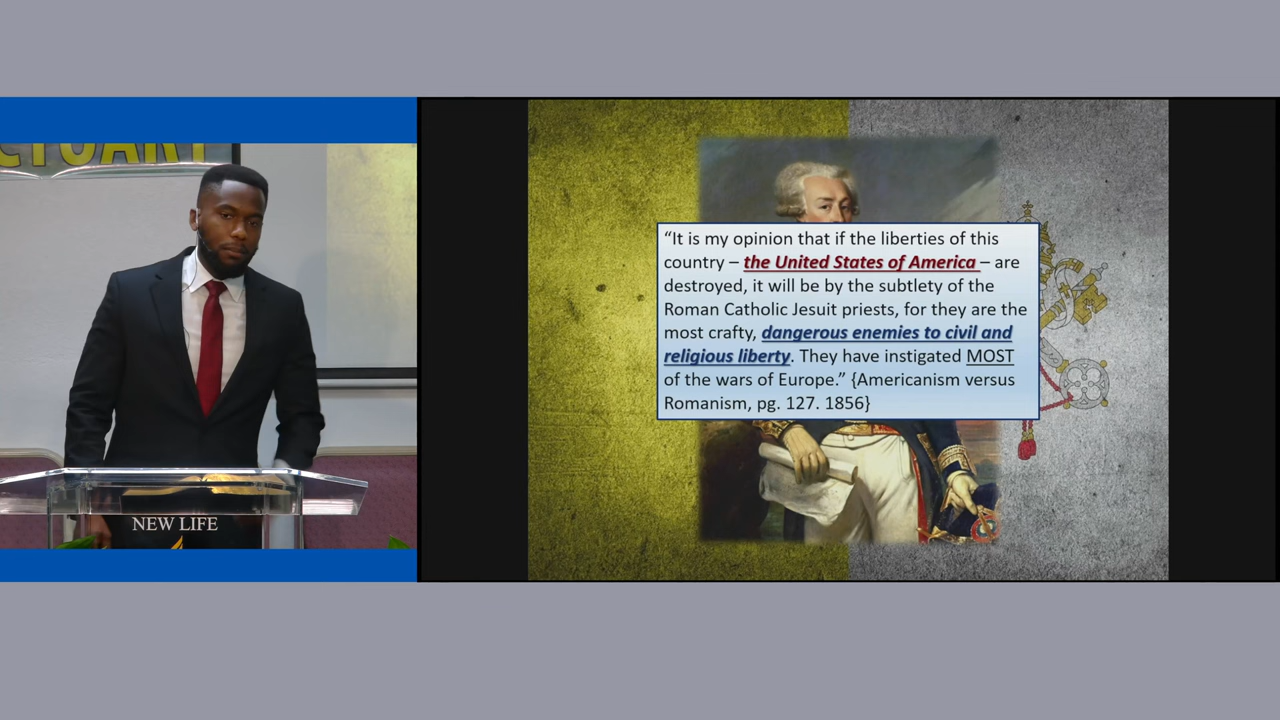 CTUARY
NEW LIFE
“It is my opinion that if the liberties of this
country – the United States of America – are
destroyed, it will be by the subtlety of the
Roman Catholic Jesuit priests, for they are the
most crafty, dangerous enemies to civil and
religious liberty. They have instigated MOST
of the wars of Europe.” {Americanism versus
Romanism, pg. 127. 1856}